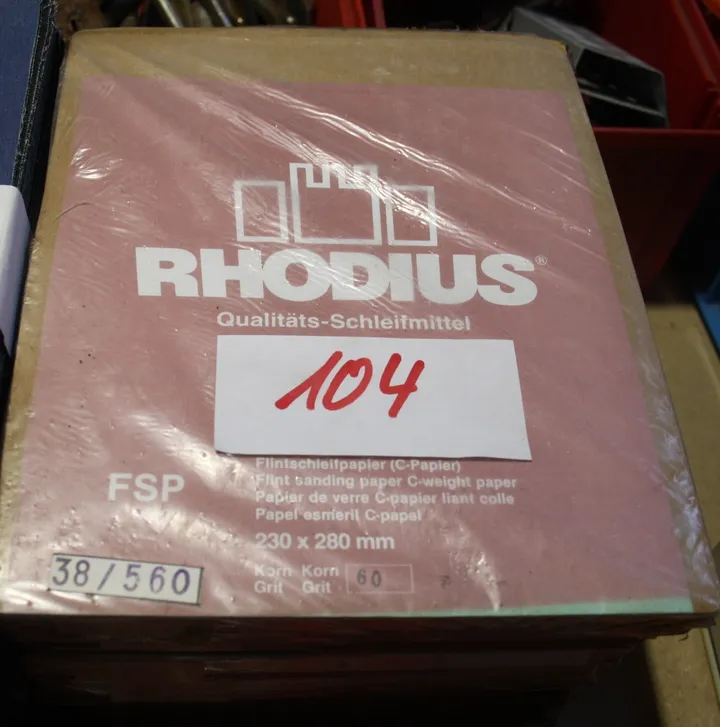 RHODIUS®
Qualitäts-Schleifmittel
104
Flintschleifpapier (C-Papier)
FSP
Flint sanding paper C-weight paper
Papier de verre C-papier liant colle
Papel esmeril C-papel
230 x 280 mm
38/560
Korn Korn 60
Grit Grit